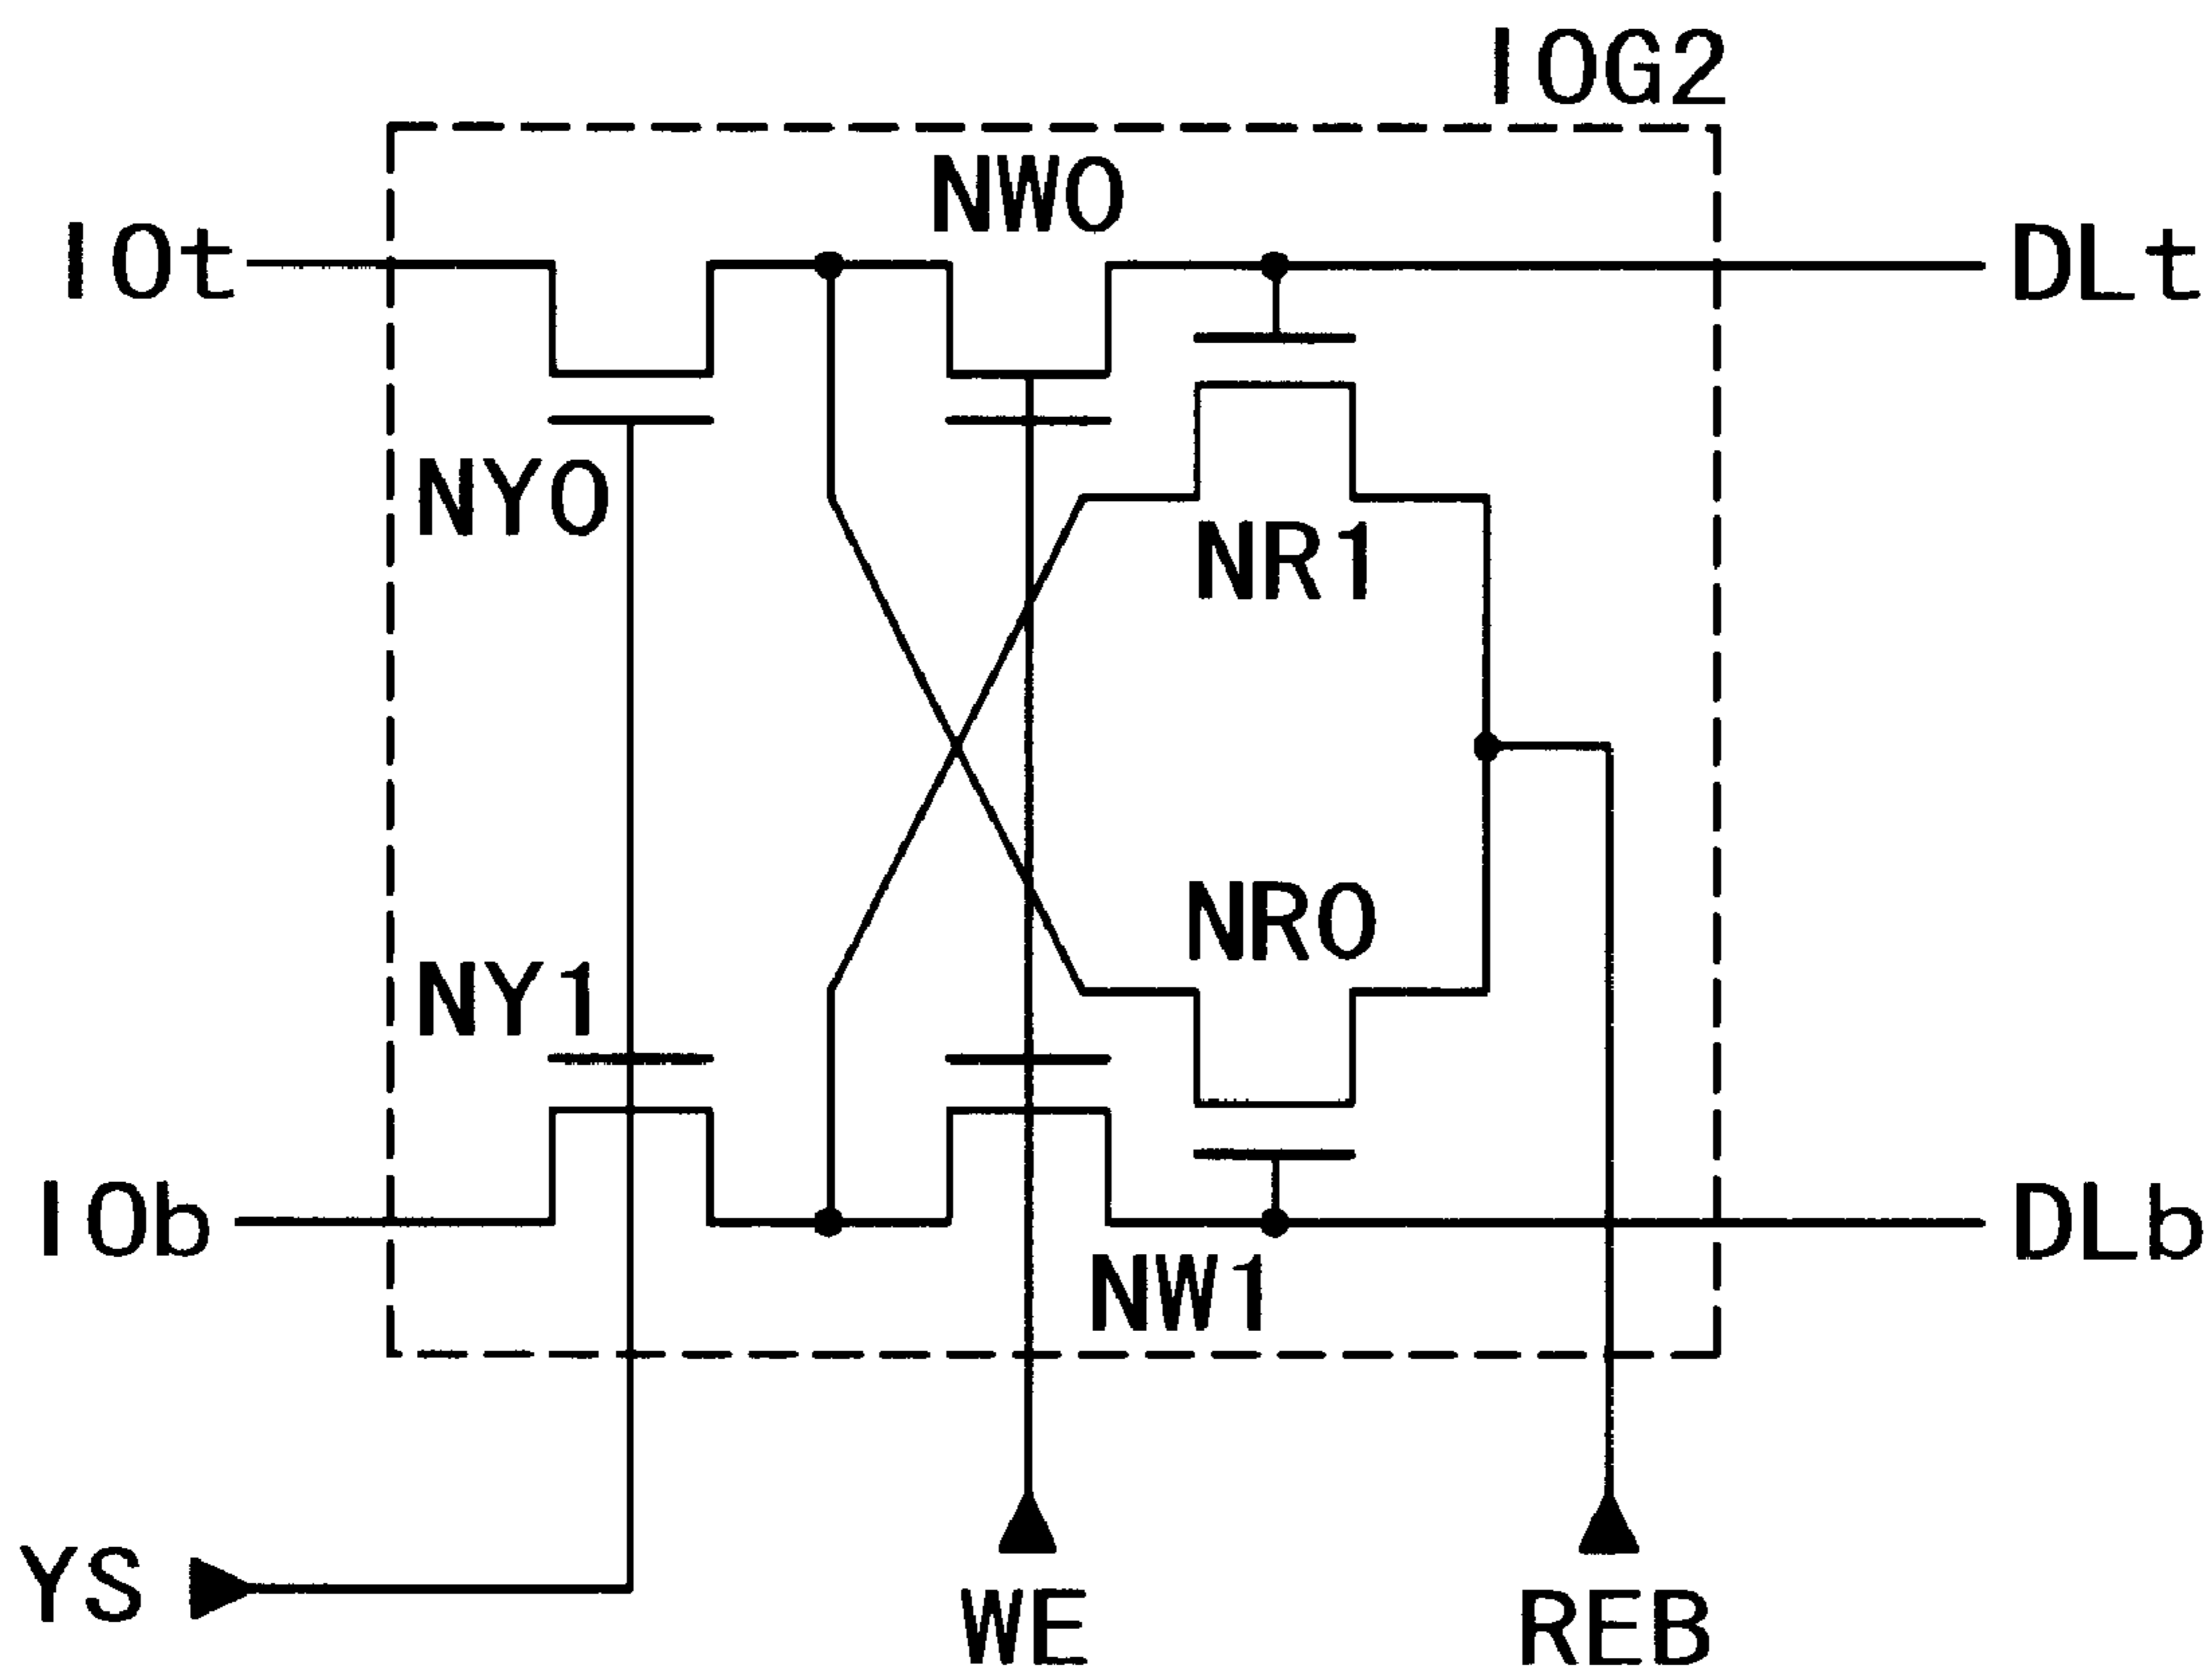 IOG2
NW0
IOt
DLt
NY0
NR1
NR0
NY1
IOb
DLb
NW1
YS
WE
REB